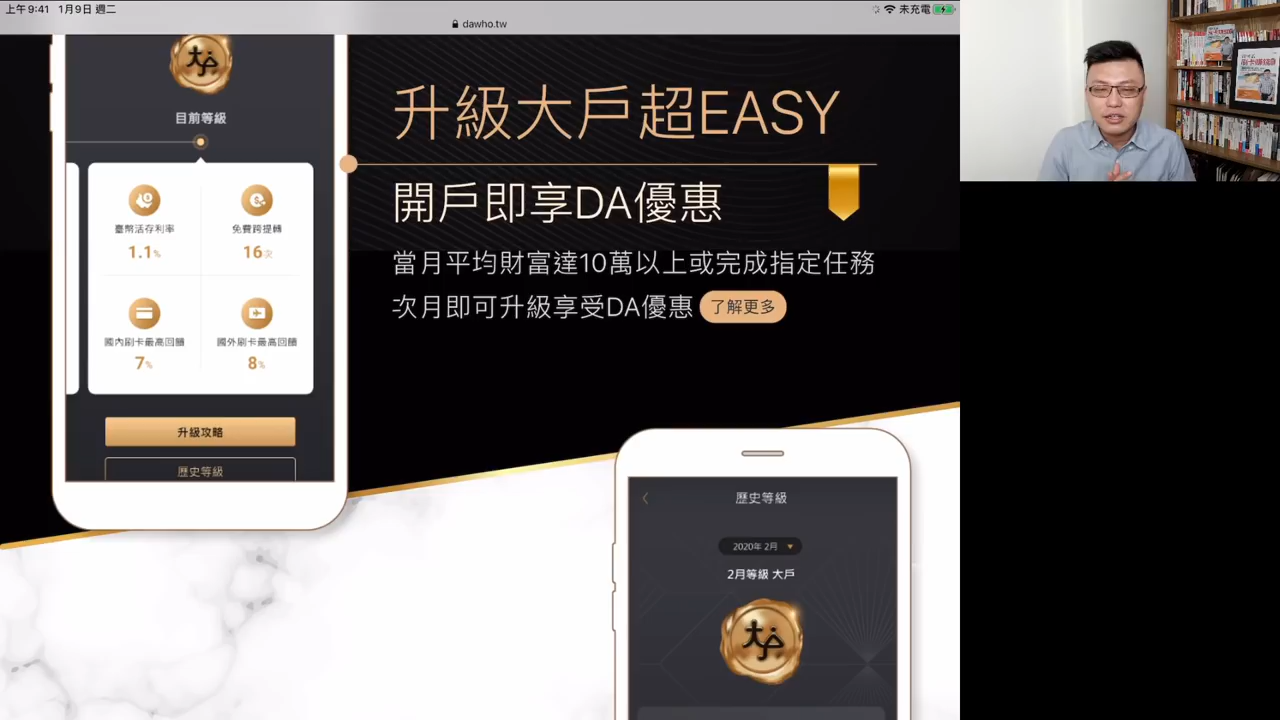 上午9:41 1月9日 週二
未充電
dawho.tw
大戶
目前等級
臺幣活存利率
1.1%
免費跨提轉
16次
國內刷卡最高回饋
7%
國外刷卡最高回饋
8%
升級攻略
歷史等級
升級大戶超EASY
開戶即享DA優惠
當月平均財富達10萬以上或完成指定任務
次月即可升級享受DA優惠
了解更多
歷史等級
2020年 2月
2月等級 大戶
大戶